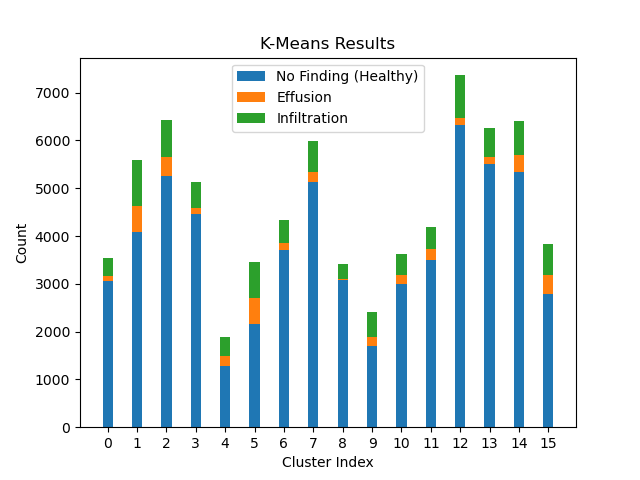 K-Means Results
No Finding (Healthy)
Effusion
Infiltration
7000
6000
5000
4000
3000
2000
1000
0
Count
0 1 2 3 4 5 6 7 8 9 10 11 12 13 14 15
Cluster Index